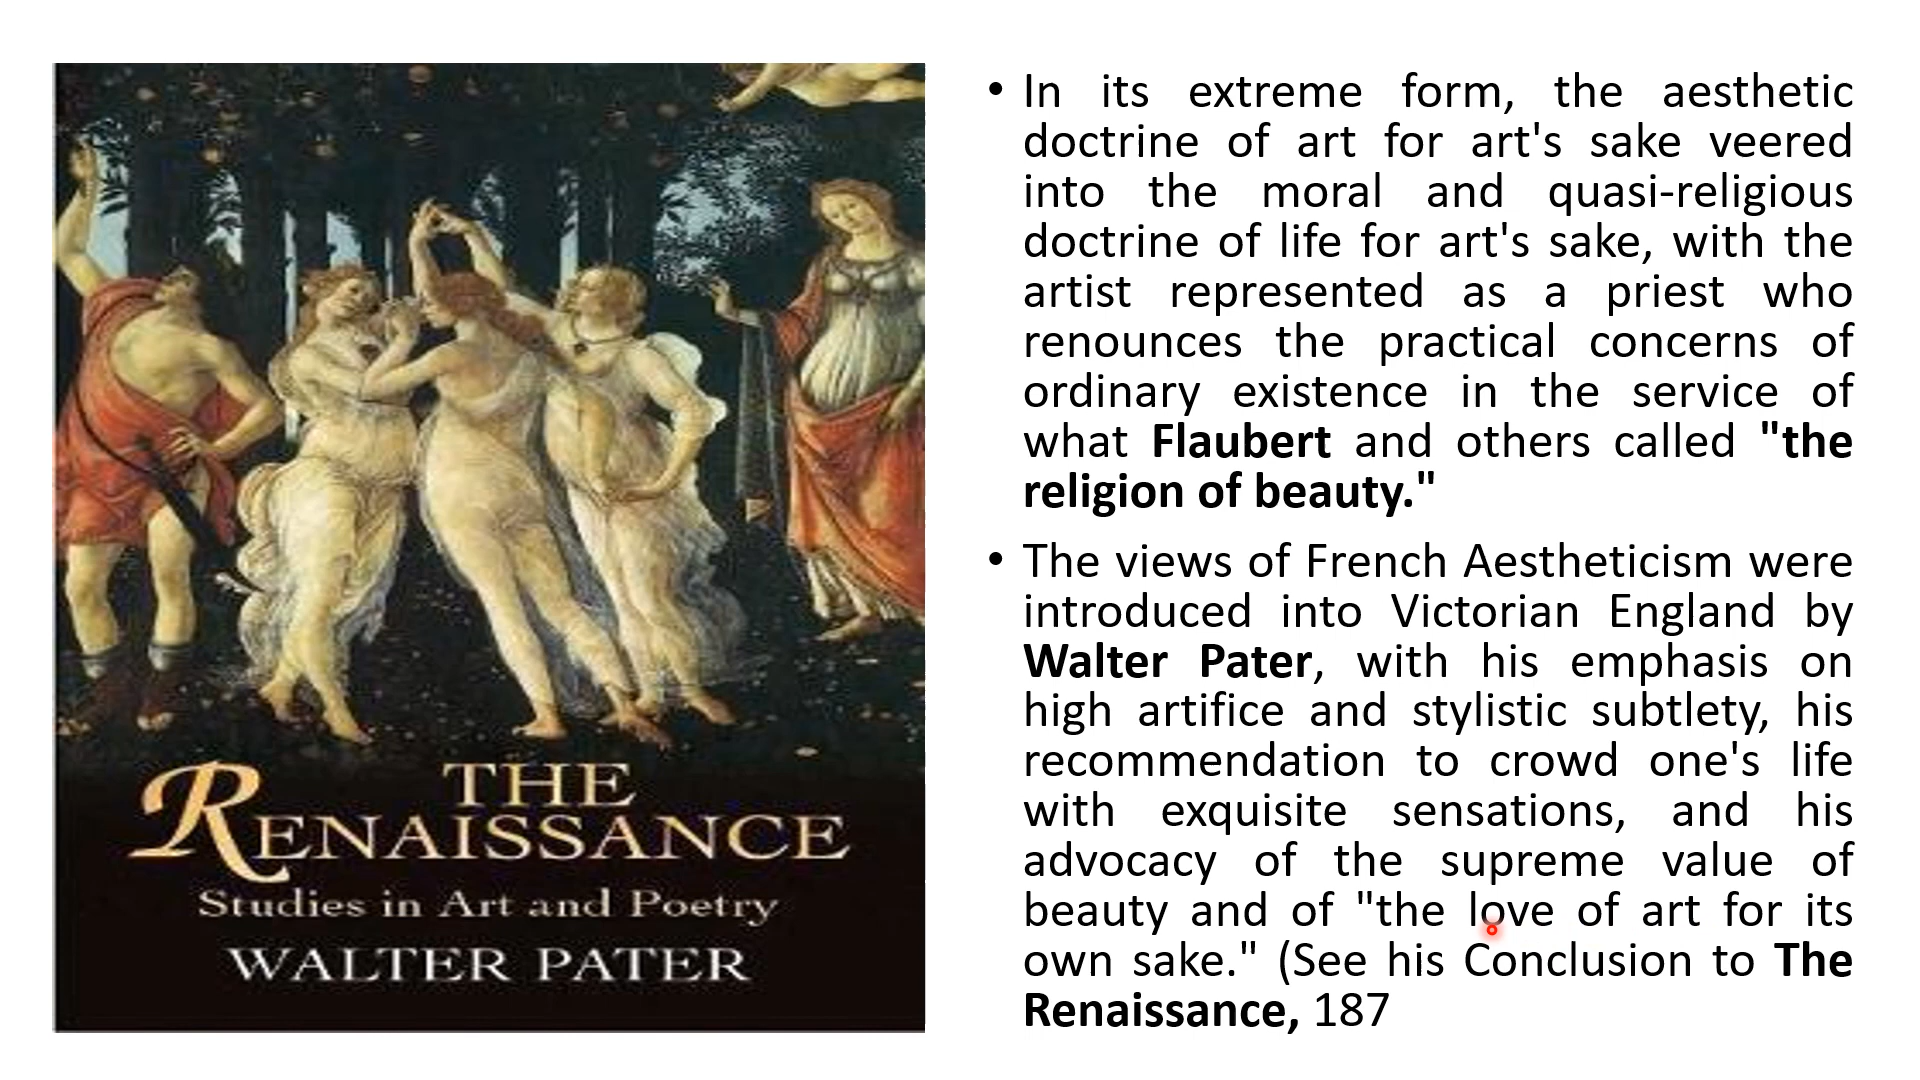 THE
RENAISSANCE
Studies in Art and Poetry
WALTER PATER
• In its extreme form, the aesthetic
doctrine of art for art's sake veered
into the moral and quasi-religious
doctrine of life for art's sake, with the
artist represented as a priest who
renounces the practical concerns of
ordinary existence in the service of
what Flaubert and others called "the
religion of beauty."
• The views of French Aestheticism were
introduced into Victorian England by
Walter Pater, with his emphasis on
high artifice and stylistic subtlety, his
recommendation to crowd one's life
with exquisite sensations, and his
advocacy of the supreme value of
beauty and of "the love of art for its
own sake." (See his Conclusion to The
Renaissance, 187